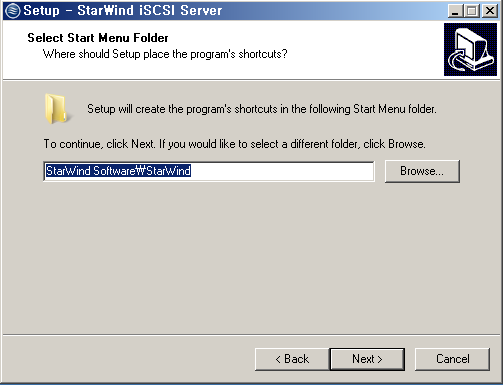 Setup - StarWind iSCSI Server
Select Start Menu Folder
Where should Setup place the program's shortcuts?
Setup will create the program's shortcuts in the following Start Menu folder.
To continue, click Next. If you would like to select a different folder, click Browse.
StarWind Software₩StarWind
Browse...
< Back
Next >
Cancel